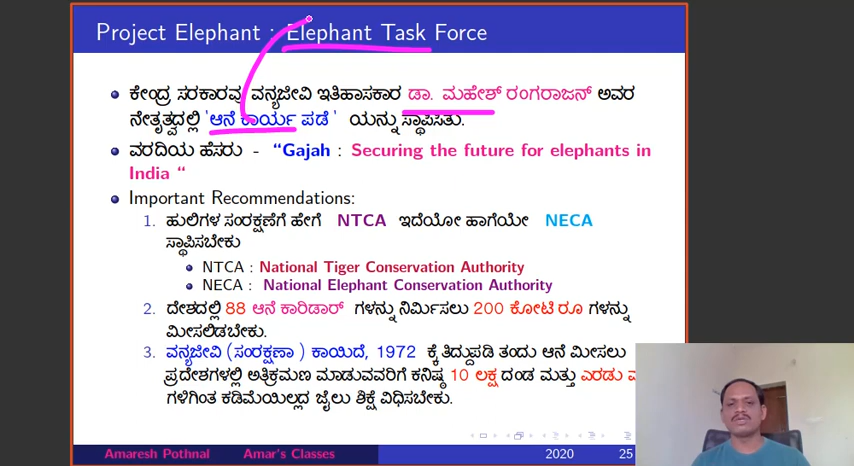 Project Elephant : Elephant Task Force
ಕೇಂದ್ರ ಸರಕಾರವು ವನ್ಯಜೀವಿ ಇತಿಹಾಸಕಾರ ಡಾ. ಮಹೇಶ್ ರಂಗರಾಜನ್ ಅವರ
ನೇತೃತ್ವದಲ್ಲಿ 'ಆನೆ ಕಾರ್ಯ ಪಡೆ ' ಯನ್ನು ಸ್ಥಾಪಿಸಿತು.
ವರದಿಯ ಹೆಸರು - "Gajah : Securing the future for elephants in
India "
Important Recommendations:
1. ಹುಲಿಗಳ ಸಂರಕ್ಷಣೆಗೆ ಹೇಗೆ NTCA ಇದೆಯೋ ಹಾಗೆಯೇ NECA
ಸ್ಥಾಪಿಸಬೇಕು
NTCA : National Tiger Conservation Authority
NECA : National Elephant Conservation Authority
2. ದೇಶದಲ್ಲಿ 88 ಆನೆ ಕಾರಿಡಾರ್ ಗಳನ್ನು ನಿರ್ಮಿಸಲು 200 ಕೋಟಿ ರೂ ಗಳನ್ನು
ಮೀಸಲಿಡಬೇಕು.
3. ವನ್ಯಜೀವಿ (ಸಂರಕ್ಷಣಾ ) ಕಾಯಿದೆ, 1972 ಕ್ಕೆ ತಿದ್ದುಪಡಿ ತಂದು ಆನೆ ಮೀಸಲು
ಪ್ರದೇಶಗಳಲ್ಲಿ ಅತಿಕ್ರಮಣ ಮಾಡುವವರಿಗೆ ಕನಿಷ್ಠ 10 ಲಕ್ಷ ದಂಡ ಮತ್ತು ಎರಡು
ಗಳಿಗಿಂತ ಕಡಿಮೆಯಿಲ್ಲದ ಜೈಲು ಶಿಕ್ಷೆ ವಿಧಿಸಬೇಕು.
Amaresh Pothnal Amar's Classes 2020 25